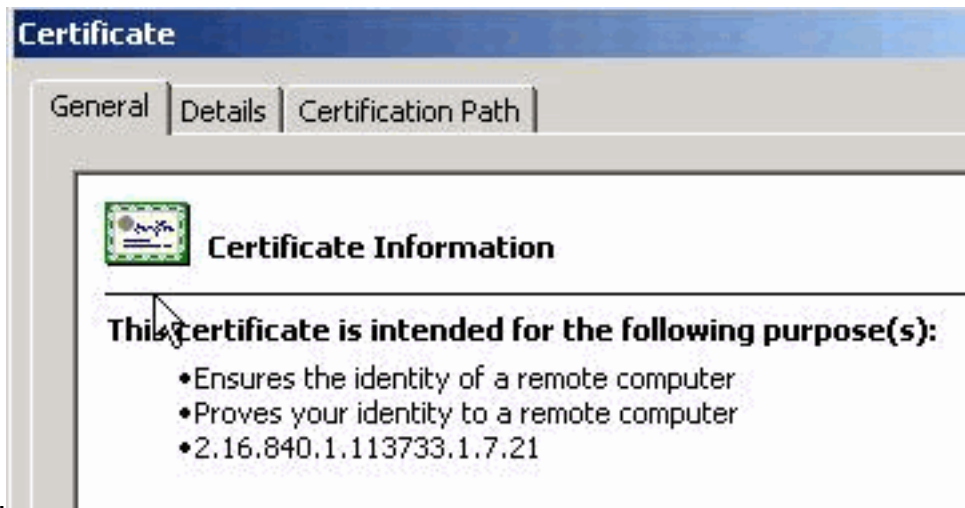 Certificate
General Details Certification Path
Certificate Information
This certificate is intended for the following purpose(s):
•Ensures the identity of a remote computer
•Proves your identity to a remote computer
•2.16.840.1.113733.1.7.21